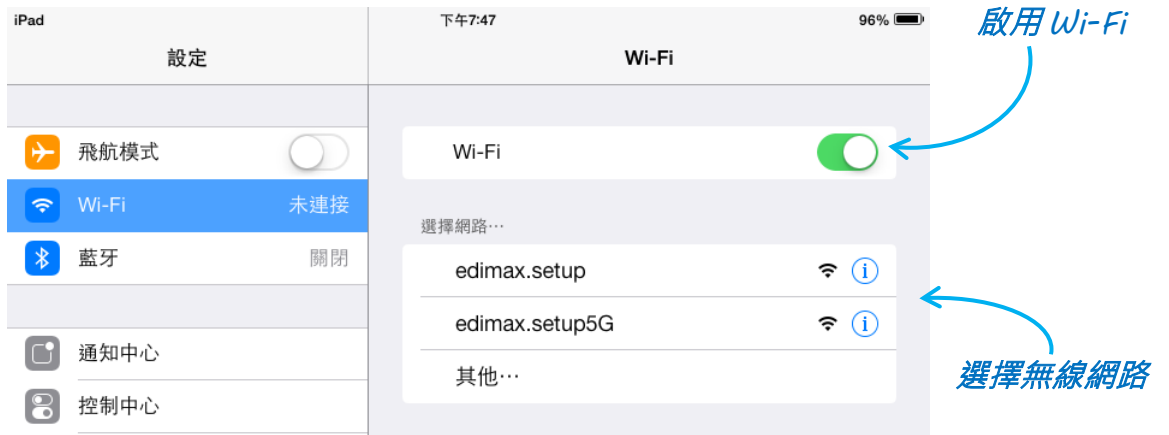 iPad
下午7:47
96%
啟用 Wi-Fi
設定
Wi-Fi
飛航模式
Wi-Fi
未連接
藍牙
關閉
通知中心
控制中心
Wi-Fi
選擇網路⋯
edimax.setup
edimax.setup5G
其他⋯
選擇無線網路